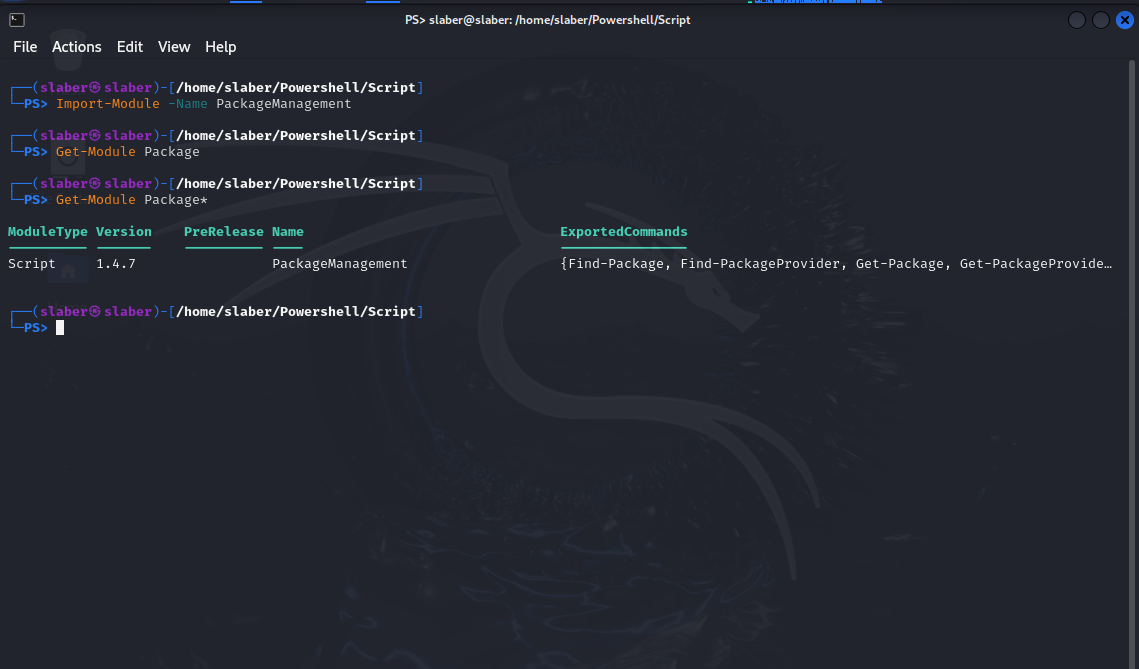 PS> slaber@slaber: /home/slaber/Powershell/Script
File Actions Edit View Help
┌──(slaber㉿slaber)-[/home/slaber/Powershell/Script]
└─PS> Import-Module -Name PackageManagement
┌──(slaber㉿slaber)-[/home/slaber/Powershell/Script]
└─PS> Get-Module Package
┌──(slaber㉿slaber)-[/home/slaber/Powershell/Script]
└─PS> Get-Module Package*
ModuleType Version PreRelease Name ExportedCommands
Script 1.4.7 PackageManagement {Find-Package, Find-PackageProvider, Get-Package, Get-PackageProvide…
┌──(slaber㉿slaber)-[/home/slaber/Powershell/Script]
└─PS>